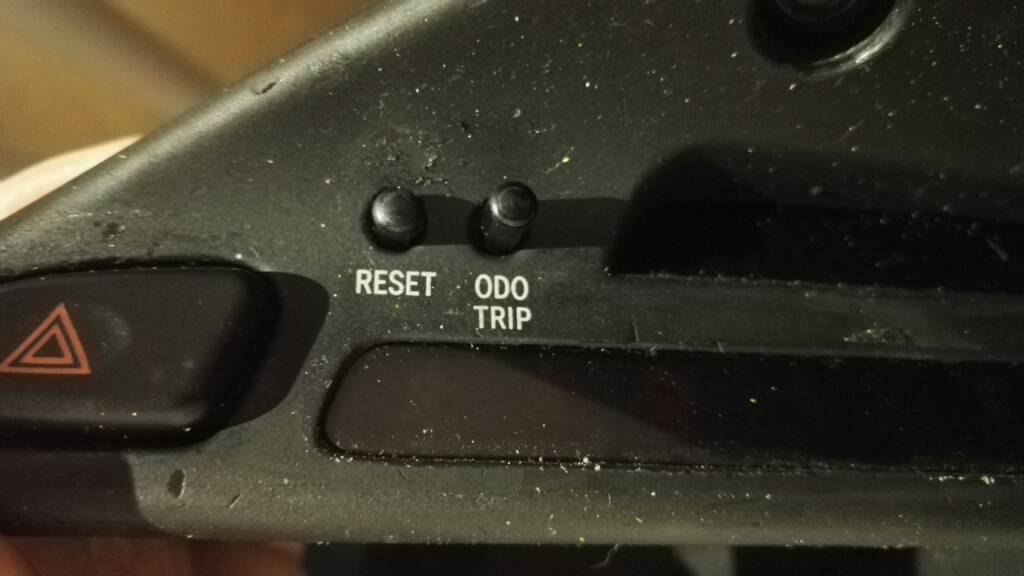 RESET
ODO
TRIP